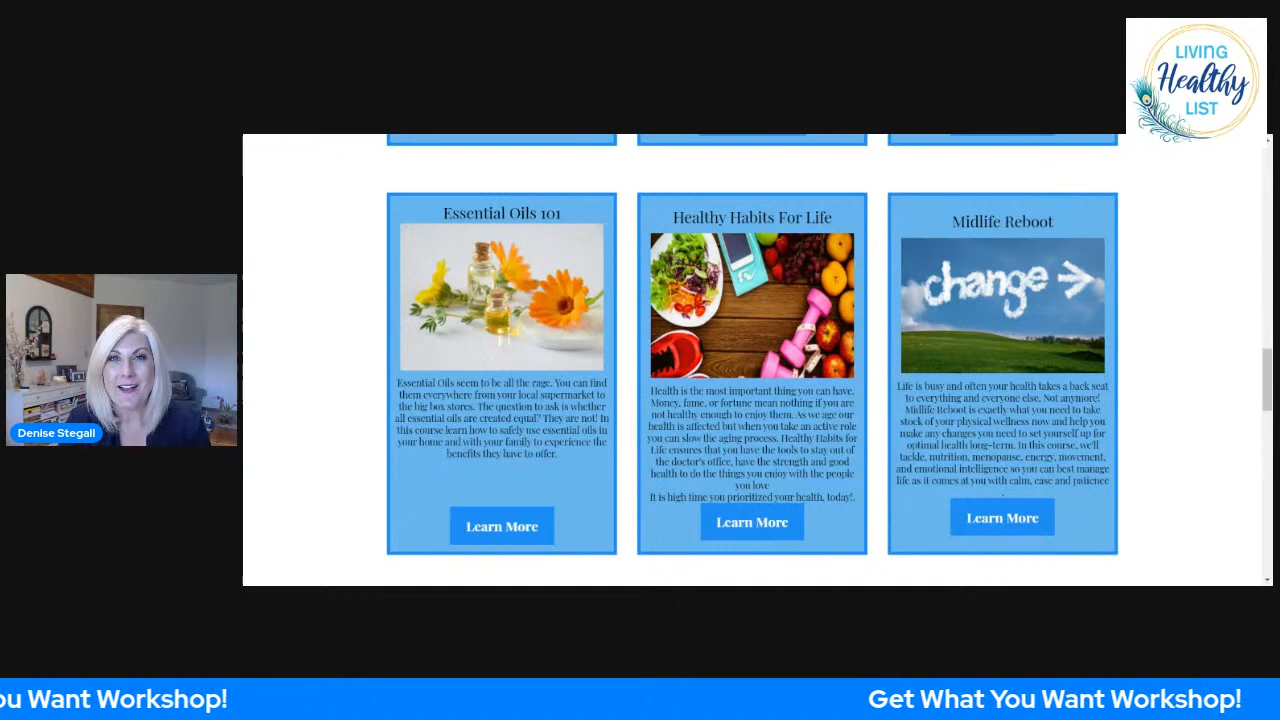 LIVING
Healthy
LIST
Essential Oils 101
Essential Oils seem to be all the rage. You can find
them everywhere from your local supermarket to
the big box stores. The question to ask is whether
all essential oils are created equal? They are not! In
this course learn how to safely use essential oils in
your home and with your family to experience the
benefits they have to offer.
Learn More
Healthy Habits For Life
Health is the most important thing you can have.
Money, fame, or fortune mean nothing if you are
not healthy enough to enjoy them. As we age our
health is affected but when you take an active role
you can slow the aging process. Healthy Habits for
Life ensures that you have the tools to stay out of
the doctor's office, have the strength and good
health to do the things you enjoy with the people
you love
It is high time you prioritized your health, today!.
Learn More
Midlife Reboot
change
Life is busy and often your health takes a back seat
to everything and everyone else. Not anymore!
Midlife Reboot is exactly what you need to take
stock of your physical wellness now and help you
make any changes you need to set yourself up for
optimal health long-term. In this course, we'll
tackle, nutrition, menopause, energy, movement,
and emotional intelligence so you can best manage
life as it comes at you with calm, ease and patience
.
Learn More
Denise Stegall
ou Want Workshop!
Get What You Want Workshop!